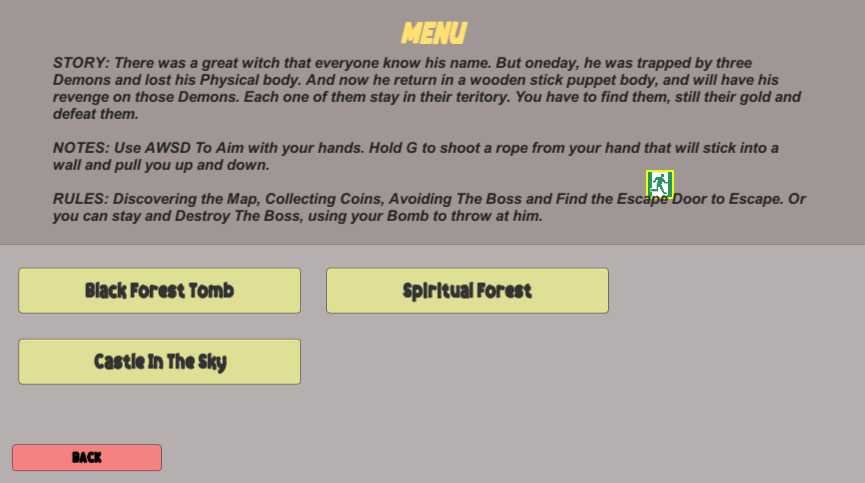 MENU
STORY: There was a great witch that everyone know his name. But oneday, he was trapped by three
Demons and lost his Physical body. And now he return in a wooden stick puppet body, and will have his
revenge on those Demons. Each one of them stay in their teritory. You have to find them, still their gold and
defeat them.
NOTES: Use AWSD To Aim with your hands. Hold G to shoot a rope from your hand that will stick into a
wall and pull you up and down.
RULES: Discovering the Map, Collecting Coins, Avoiding The Boss and Find the Escape Door to Escape. Or
you can stay and Destroy The Boss, using your Bomb to throw at him.
Black Forest Tomb
Spiritual Forest
Castle In The Sky
BACK